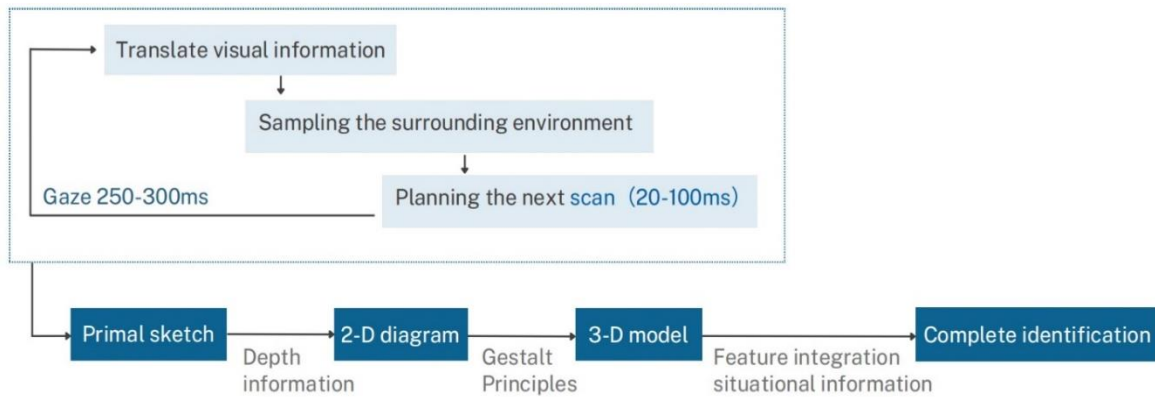 Translate visual information
Sampling the surrounding environment
Gaze 250-300ms
Planning the next scan（20-100ms）
Primal sketch
2-D diagram
3-D model
Complete identification
Depth
information
Gestalt
Principles
Feature integration
situational information